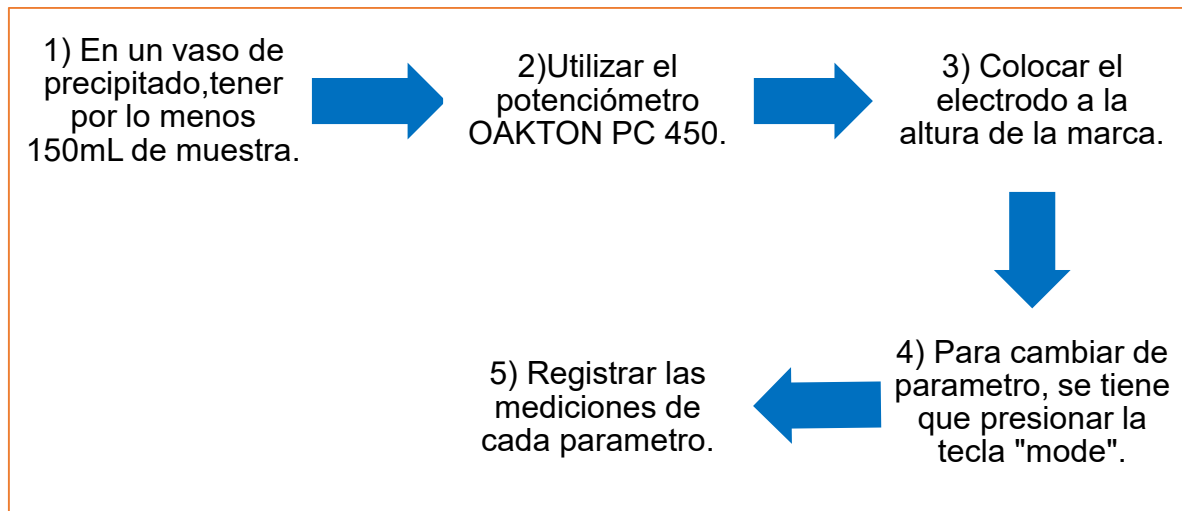 1) En un vaso de
precipitado,tener
por lo menos
150mL de muestra.
2)Utilizar el
potenciómetro
OAKTON PC 450.
3) Colocar el
electrodo a la
altura de la marca.
4) Para cambiar de
parametro, se tiene
que presionar la
tecla "mode".
5) Registrar las
mediciones de
cada parametro.